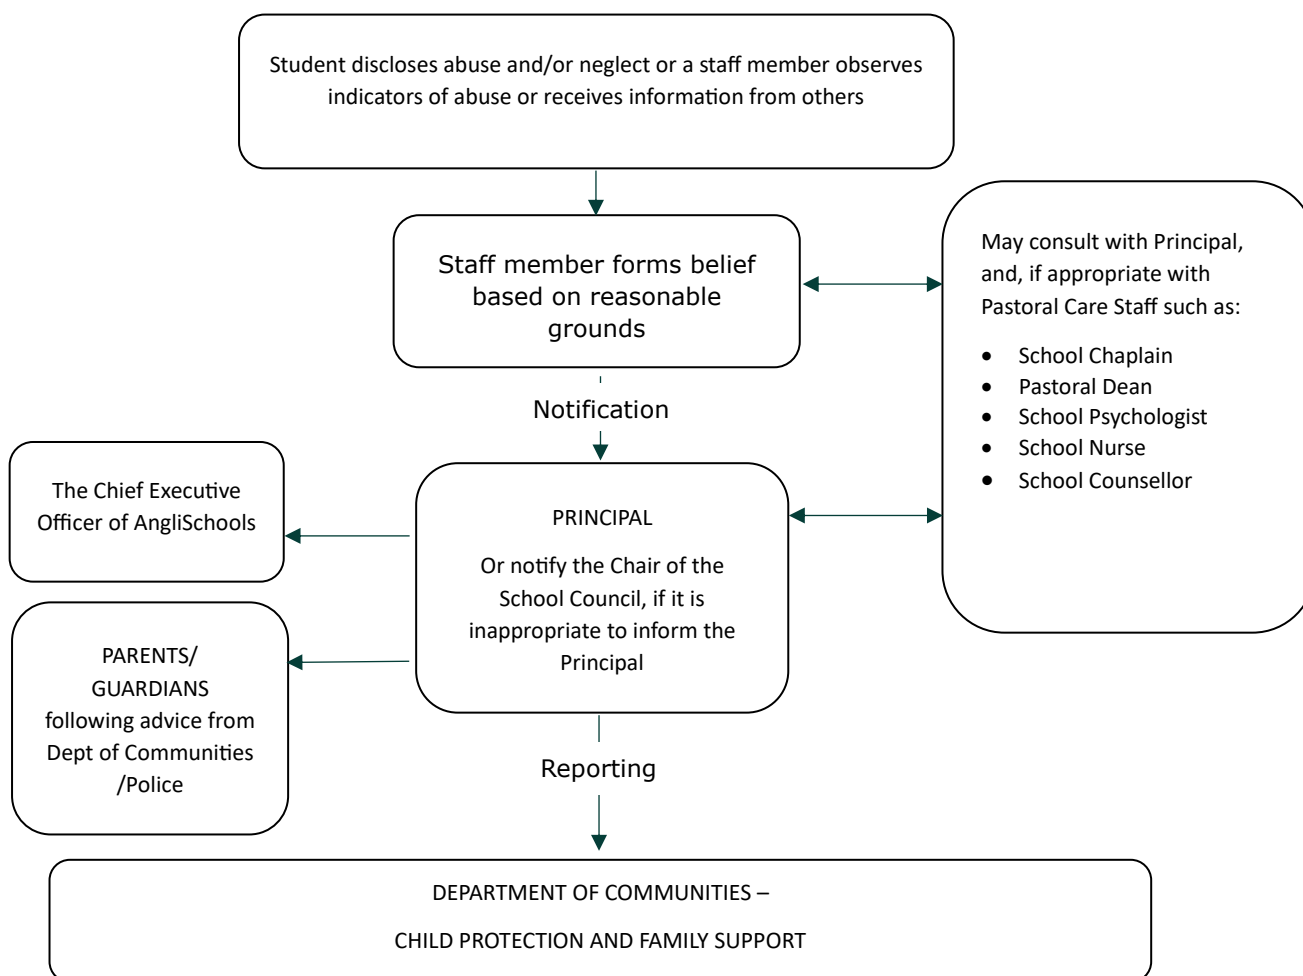 Student discloses abuse and/or neglect or a staff member observes
indicators of abuse or receives information from others
Staff member forms belief
based on reasonable
grounds
May consult with Principal,
and, if appropriate with
Pastoral Care Staff such as:
• School Chaplain
• Pastoral Dean
• School Psychologist
• School Nurse
• School Counsellor
Notification
The Chief Executive
Officer of AngliSchools
PRINCIPAL
Or notify the Chair of the
School Council, if it is
inappropriate to inform the
Principal
PARENTS/
GUARDIANS
following advice from
Dept of Communities
/Police
Reporting
DEPARTMENT OF COMMUNITIES –
CHILD PROTECTION AND FAMILY SUPPORT